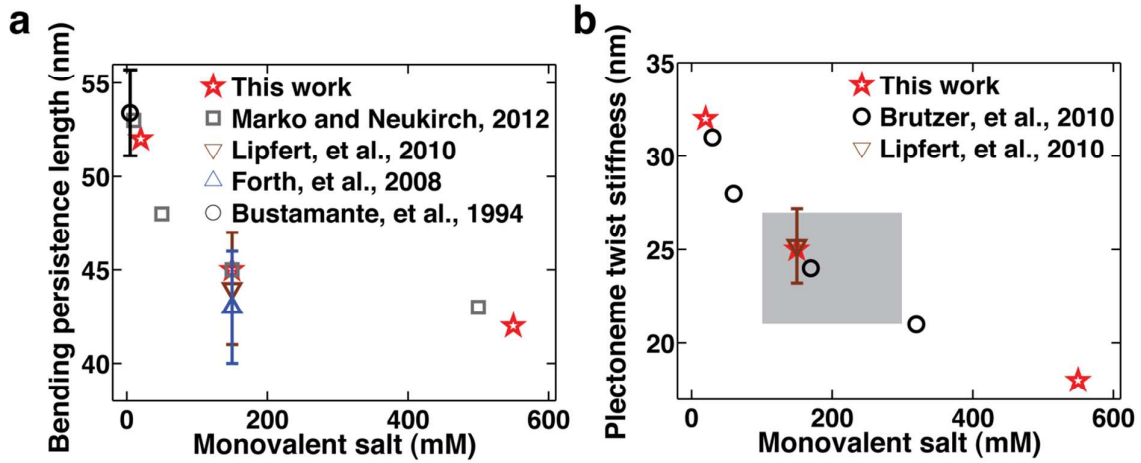 a
Bending persistence length (nm)
55
50
45
40
This work
Marko and Neukirch, 2012
Lipfert, et al., 2010
Forth, et al., 2008
Bustamante, et al., 1994
0
200
400
600
Monovalent salt (mM)
b
Plectoneme twist stiffness (nm)
35
30
25
20
This work
Brutzer, et al., 2010
Lipfert, et al., 2010
0
200
400
600
Monovalent salt (mM)